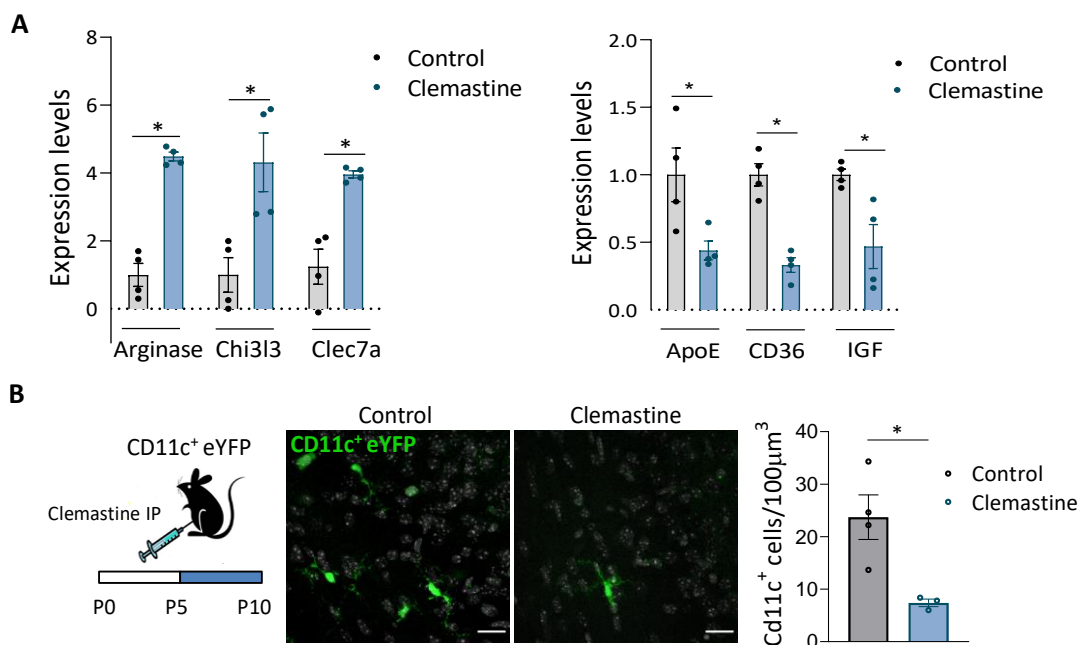 A
8
6
4
2
0
Expression levels
Control
Clemastine
*
*
*
Arginase
Chi3l3
Clec7a
2.0
1.5
1.0
0.5
0.0
Expression levels
Control
Clemastine
*
*
*
ApoE
CD36
IGF
B
CD11c+ eYFP
Clemastine IP
P0
P5
P10
Control
Clemastine
CD11c+ eYFP
40
30
20
10
0
Cd11c+ cells/100µm3
*
Control
Clemastine